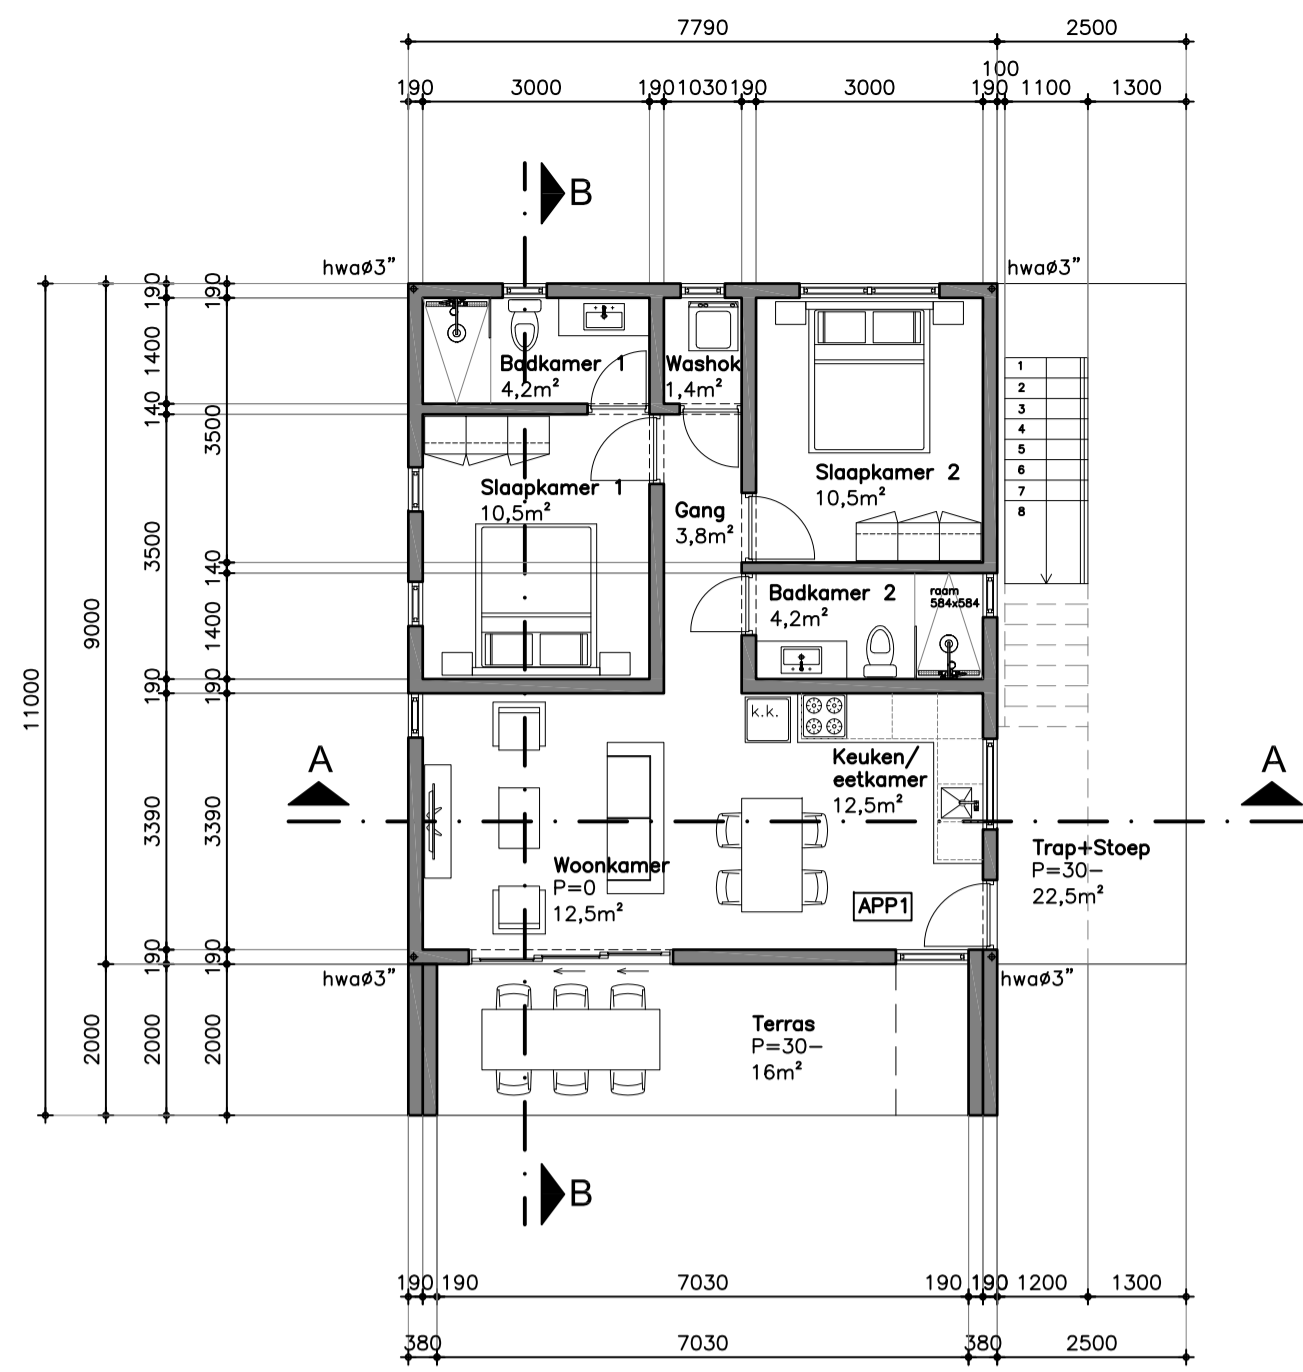 7790 2500
100
190 3000 190 1030 190 3000 190 1100 1300
B
hwaø3" hwaø3"
190 190
1400
140
3500
3500
140
1400
190 190
9000
11000
3390 3390
190 190
2000 2000 2000
Badkamer 1
4,2m²
Washok
1,4m²
1
2
3
4
5
6
7
8
Slaapkamer 1
10,5m²
Slaapkamer 2
10,5m²
Gang
3,8m²
Badkamer 2
4,2m²
raam
584x584
k.k.
Keuken/
eetkamer
12,5m²
A A
Woonkamer
P=0
12,5m²
APP1
Trap+Stoep
P=30-
22,5m²
hwaø3" hwaø3"
Terras
P=30-
16m²
B
190 190 7030 190 190 1200 1300
380 7030 380 2500